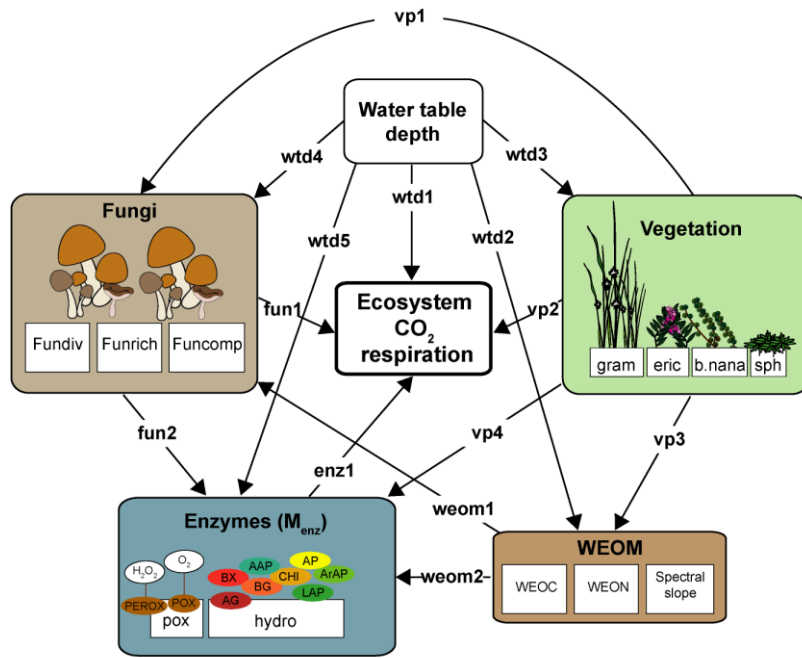 vp1
Water table
depth
wtd4
wtd3
Fungi
wtd1
Vegetation
wtd5
wtd2
Ecosystem
CO₂
respiration
fun1
vp2
Fundiv
Funrich
Funcomp
gram
eric
b.nana
sph
fun2
vp4
vp3
enz1
weom1
Enzymes (Mₑₙz)
WEOM
H₂O₂
O₂
AAP
AP
BX
CHI
ArAP
BG
PEROX
POX
AG
LAP
pox
hydro
weom2
WEOC
WEON
Spectral
slope